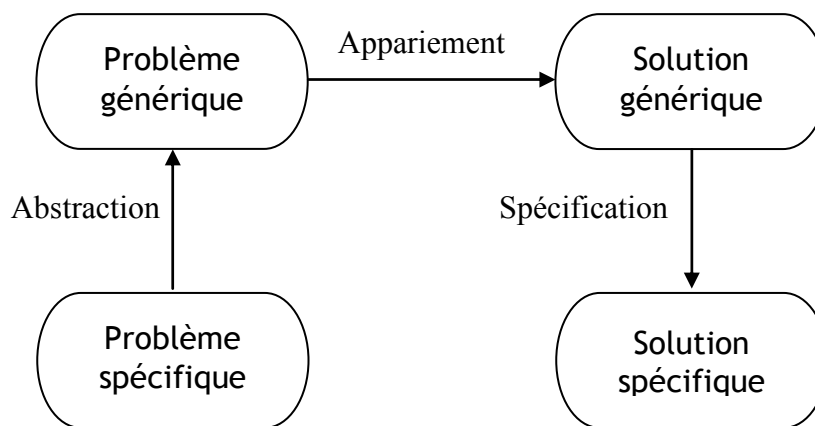 Problème
générique
Appariement
Solution
générique
Abstraction
Spécification
Problème
spécifique
Solution
spécifique